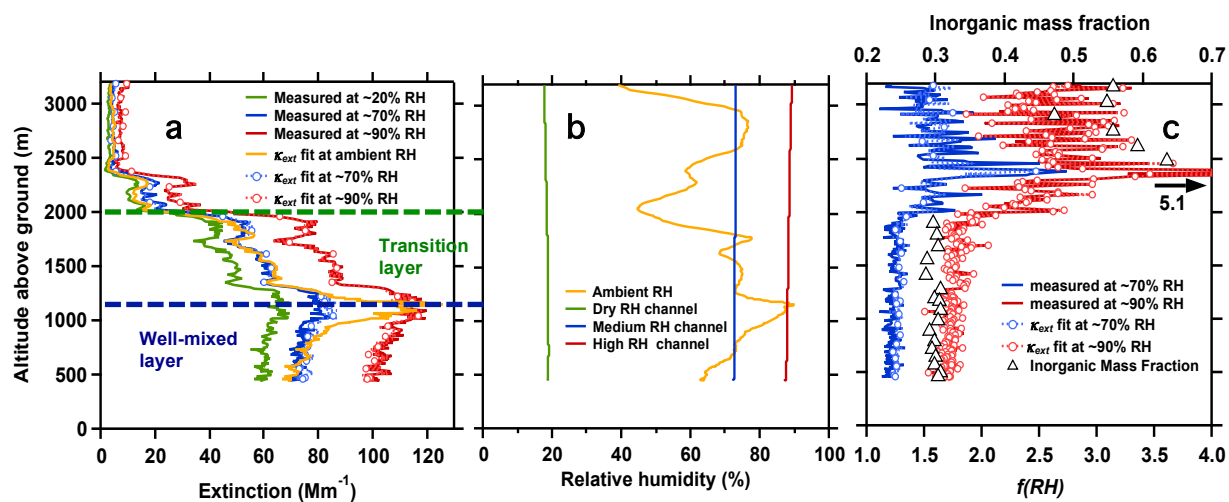 Inorganic mass fraction
0.2 0.3 0.4 0.5 0.6 0.7
3000
2500
2000
1500
1000
500
0
Altitude above ground (m)
a
Measured at ~20% RH
Measured at ~70% RH
Measured at ~90% RH
κext fit at ambient RH
κext fit at ~70% RH
κext fit at ~90% RH
Transition
layer
Well-mixed
layer
0 20 40 60 80 100 120
Extinction (Mm-1)
b
Ambient RH
Dry RH channel
Medium RH channel
High RH channel
0 20 40 60 80 100
Relative humidity (%)
c
5.1
measured at ~70% RH
measured at ~90% RH
κext fit at ~70% RH
κext fit at ~90% RH
Inorganic Mass Fraction
1.0 1.5 2.0 2.5 3.0 3.5 4.0
f(RH)